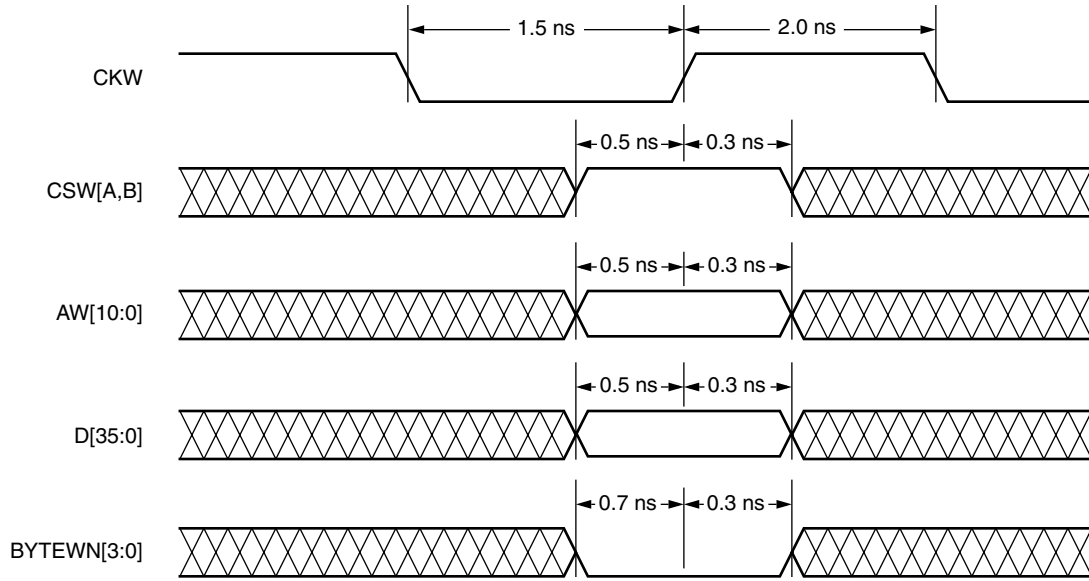 1.5 ns 2.0 ns
CKW
0.5 ns 0.3 ns
CSW[A,B]
0.5 ns 0.3 ns
AW[10:0]
0.5 ns 0.3 ns
D[35:0]
0.7 ns 0.3 ns
BYTEWN[3:0]